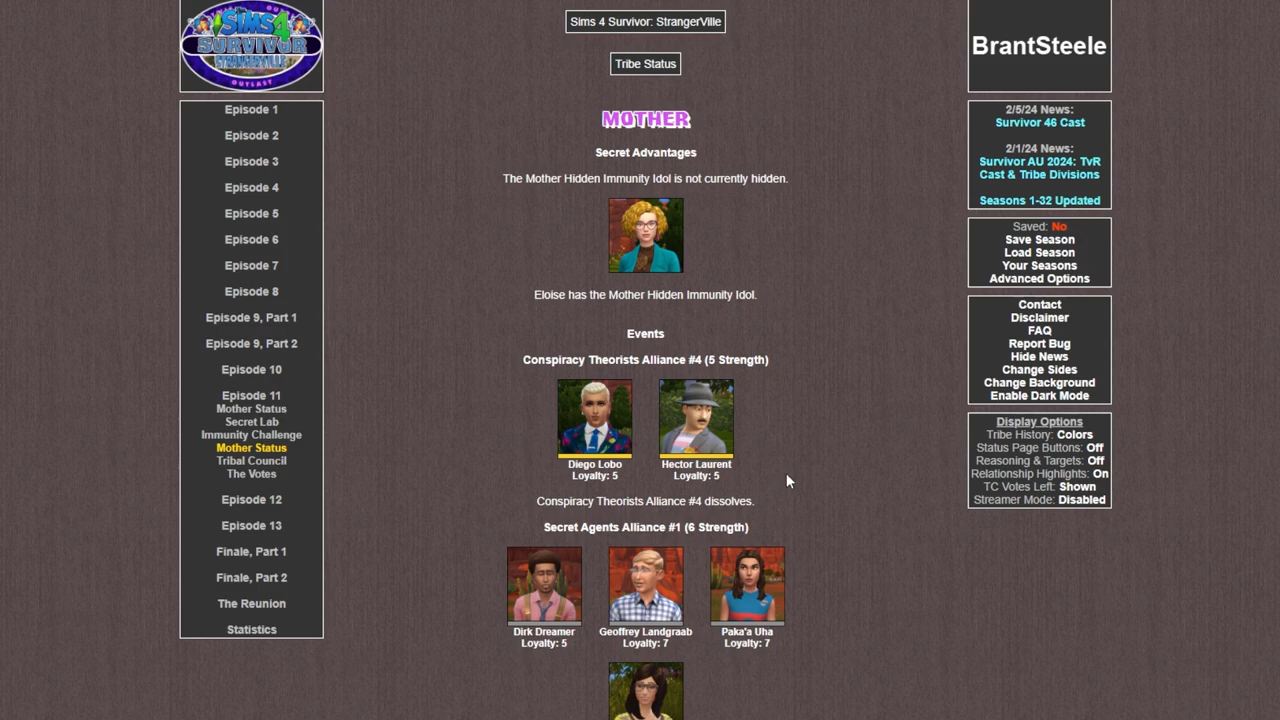 SIMS 4
SURVIVOR
STRANGERVILLE
OUTLAST
Episode 1
Episode 2
Episode 3
Episode 4
Episode 5
Episode 6
Episode 7
Episode 8
Episode 9, Part 1
Episode 9, Part 2
Episode 10
Episode 11
Mother Status
Secret Lab
Immunity Challenge
Mother Status
Tribal Council
The Votes
Episode 12
Episode 13
Finale, Part 1
Finale, Part 2
The Reunion
Statistics
Sims 4 Survivor: StrangerVille
Tribe Status
MOTHER
Secret Advantages
The Mother Hidden Immunity Idol is not currently hidden.
Eloise has the Mother Hidden Immunity Idol.
Events
Conspiracy Theorists Alliance #4 (5 Strength)
Diego Lobo Hector Laurent
Loyalty: 5 Loyalty: 5
Conspiracy Theorists Alliance #4 dissolves.
Secret Agents Alliance #1 (6 Strength)
Dirk Dreamer Geoffrey Landgraab Paka'a Uha
Loyalty: 5 Loyalty: 7 Loyalty: 7
BrantSteele
2/5/24 News:
Survivor 46 Cast
2/1/24 News:
Survivor AU 2024: TvR
Cast & Tribe Divisions
Seasons 1-32 Updated
Saved: No
Save Season
Load Season
Your Seasons
Advanced Options
Contact
Disclaimer
FAQ
Report Bug
Hide News
Change Sides
Change Background
Enable Dark Mode
Display Options
Tribe History: Colors
Status Page Buttons: Off
Reasoning & Targets: Off
Relationship Highlights: On
TC Votes Left: Shown
Streamer Mode: Disabled